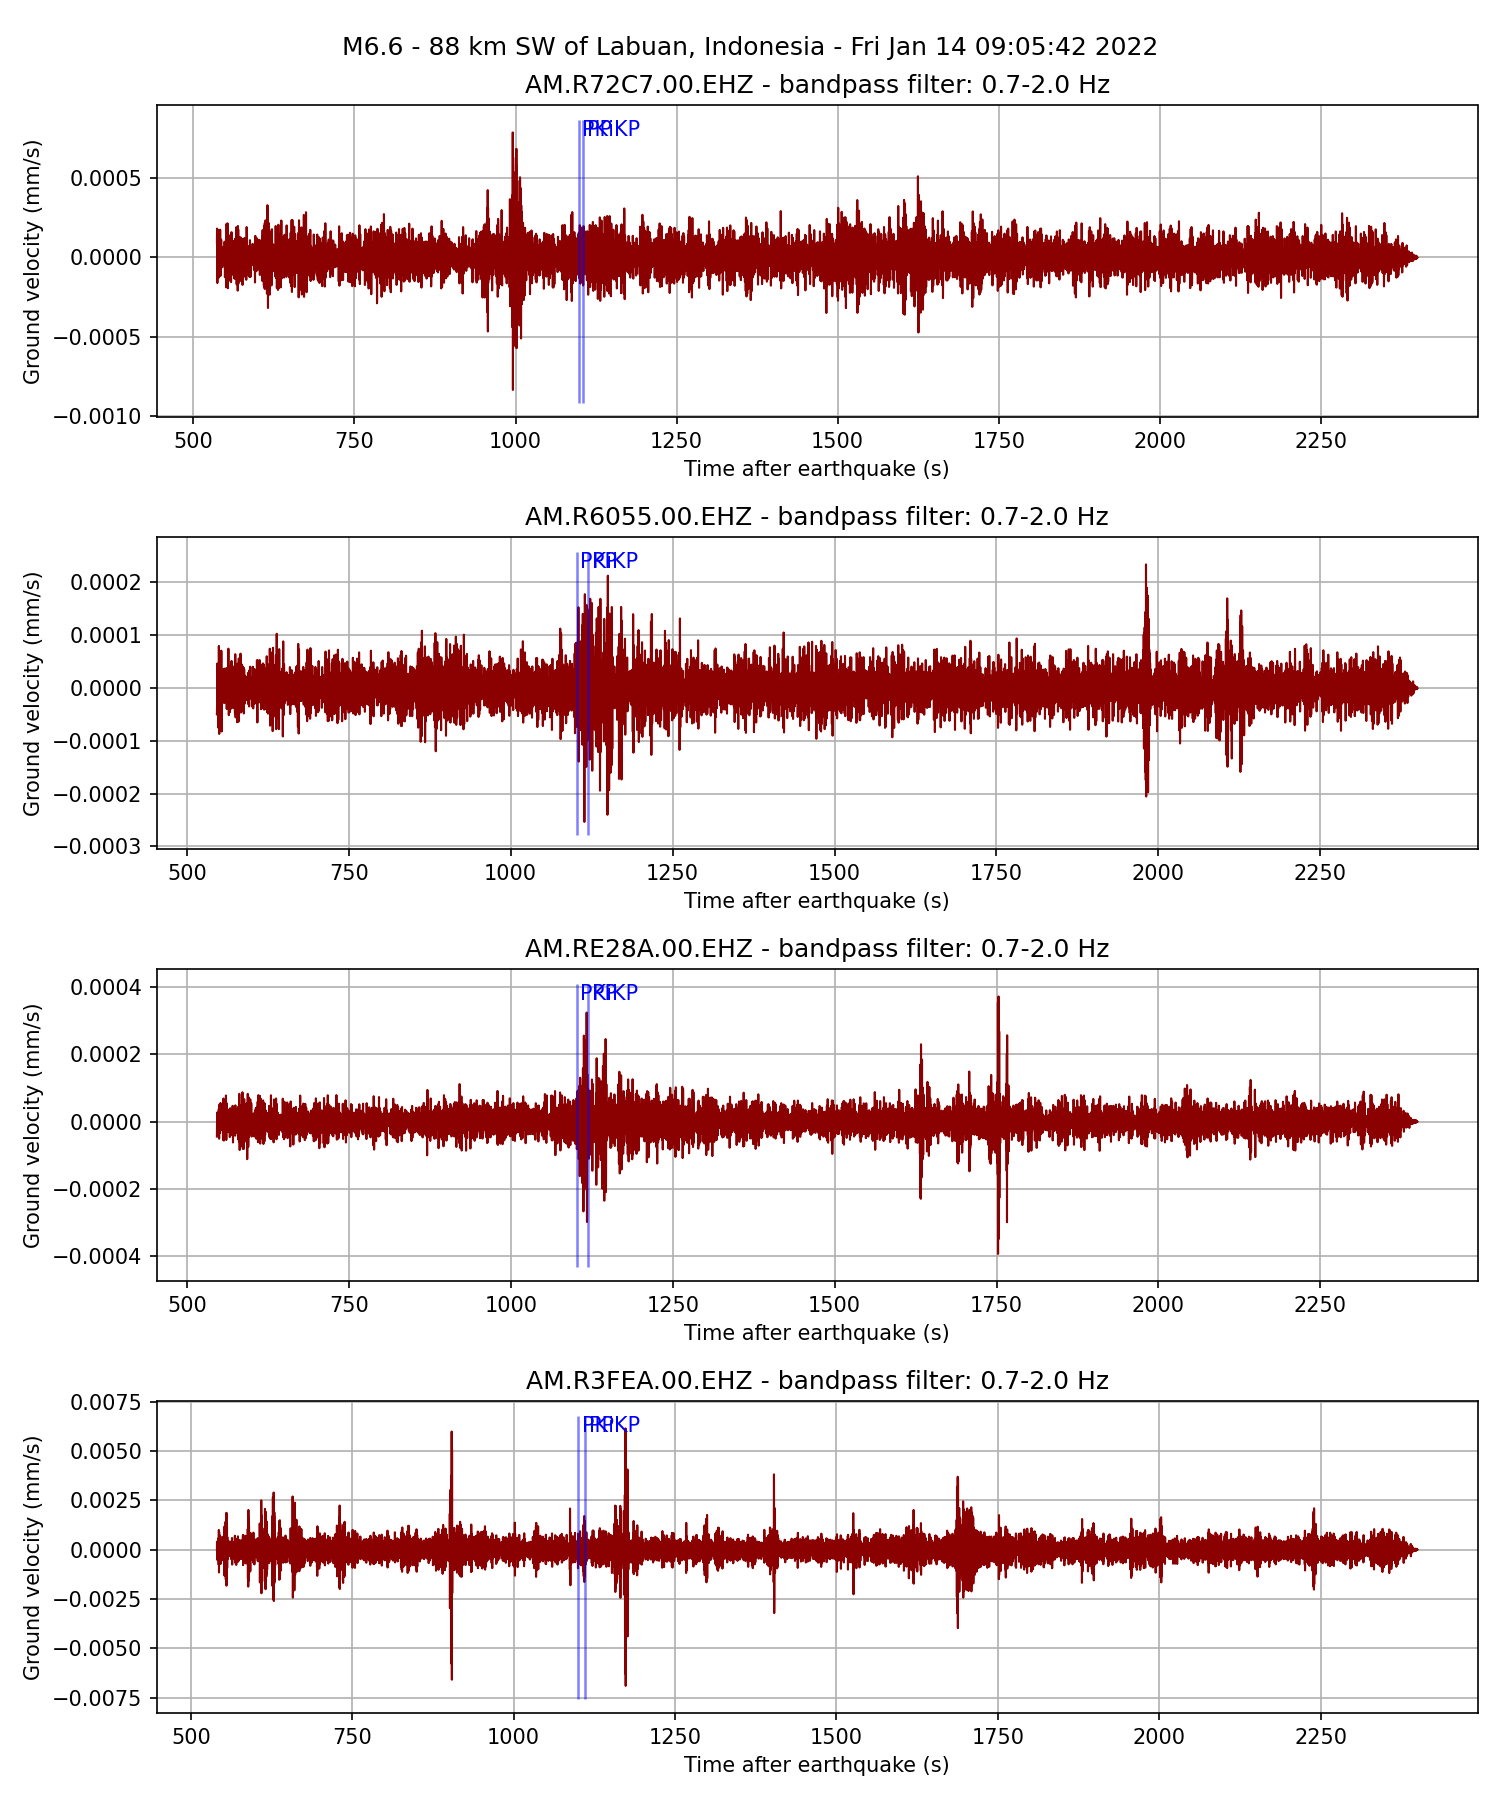 M6.6 - 88 km SW of Labuan, Indonesia - Fri Jan 14 09:05:42 2022
AM.R72C7.00.EHZ - bandpass filter: 0.7-2.0 Hz
PP
PKiKP
Ground velocity (mm/s)
0.0005
0.0000
−0.0005
−0.0010
500 750 1000 1250 1500 1750 2000 2250
Time after earthquake (s)
AM.R6055.00.EHZ - bandpass filter: 0.7-2.0 Hz
PKiKP
PP
Ground velocity (mm/s)
0.0002
0.0001
0.0000
−0.0001
−0.0002
−0.0003
500 750 1000 1250 1500 1750 2000 2250
Time after earthquake (s)
AM.RE28A.00.EHZ - bandpass filter: 0.7-2.0 Hz
PKiKP
PP
Ground velocity (mm/s)
0.0004
0.0002
0.0000
−0.0002
−0.0004
500 750 1000 1250 1500 1750 2000 2250
Time after earthquake (s)
AM.R3FEA.00.EHZ - bandpass filter: 0.7-2.0 Hz
PP
PKiKP
Ground velocity (mm/s)
0.0075
0.0050
0.0025
0.0000
−0.0025
−0.0050
−0.0075
500 750 1000 1250 1500 1750 2000 2250
Time after earthquake (s)